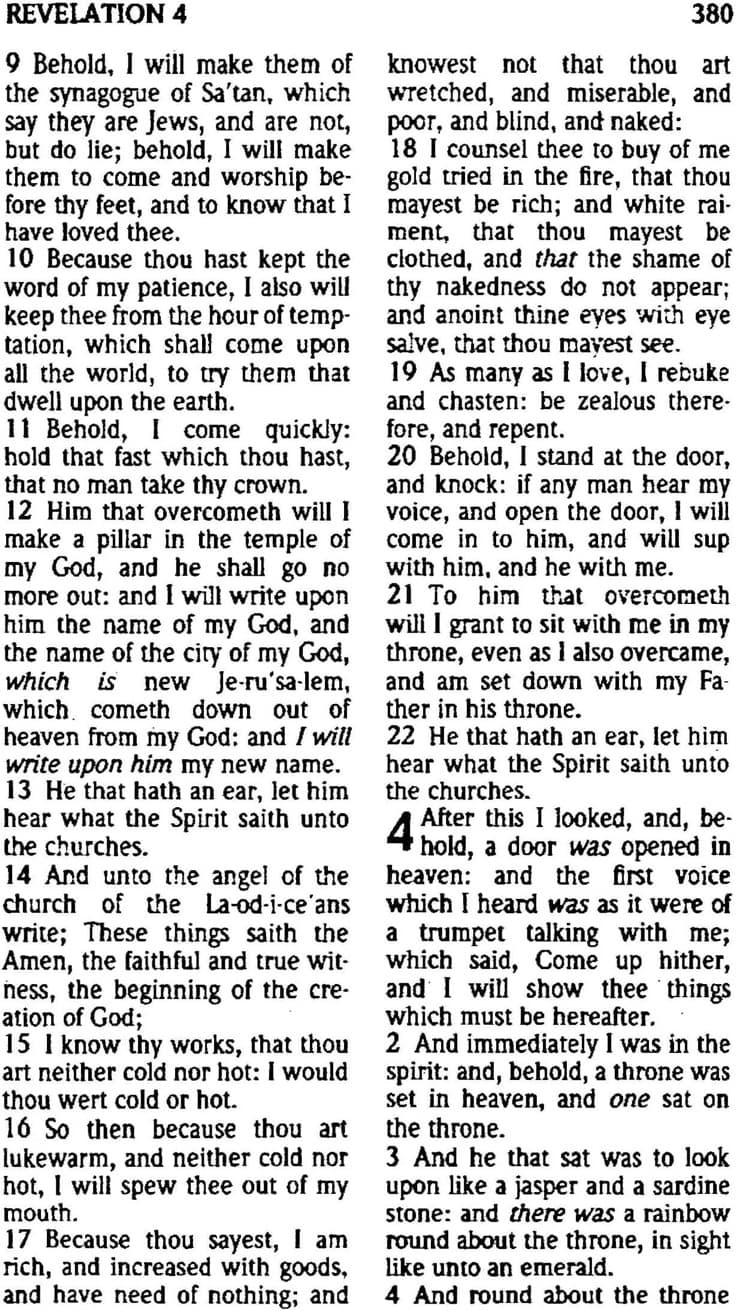 REVELATION 4 380
9 Behold, I will make them of
the synagogue of Sa'tan, which
say they are Jews, and are not,
but do lie; behold, I will make
them to come and worship be-
fore thy feet, and to know that I
have loved thee.
10 Because thou hast kept the
word of my patience, I also will
keep thee from the hour of temp-
tation, which shall come upon
all the world, to try them that
dwell upon the earth.
11 Behold, I come quickly:
hold that fast which thou hast,
that no man take thy crown.
12 Him that overcometh will I
make a pillar in the temple of
my God, and he shall go no
more out: and I will write upon
him the name of my God, and
the name of the city of my God,
which is new Je-ru'sa-lem,
which cometh down out of
heaven from my God: and I will
write upon him my new name.
13 He that hath an ear, let him
hear what the Spirit saith unto
the churches.
14 And unto the angel of the
church of the La-od-i-ce'ans
write; These things saith the
Amen, the faithful and true wit-
ness, the beginning of the cre-
ation of God;
15 I know thy works, that thou
art neither cold nor hot: I would
thou wert cold or hot.
16 So then because thou art
lukewarm, and neither cold nor
hot, I will spew thee out of my
mouth.
17 Because thou sayest, I am
rich, and increased with goods,
and have need of nothing; and
knowest not that thou art
wretched, and miserable, and
poor, and blind, and naked:
18 I counsel thee to buy of me
gold tried in the fire, that thou
mayest be rich; and white rai-
ment, that thou mayest be
clothed, and that the shame of
thy nakedness do not appear;
and anoint thine eyes with eye
salve, that thou mayest see.
19 As many as I love, I rebuke
and chasten: be zealous there-
fore, and repent.
20 Behold, I stand at the door,
and knock: if any man hear my
voice, and open the door, I will
come in to him, and will sup
with him, and he with me.
21 To him that overcometh
will I grant to sit with me in my
throne, even as I also overcame,
and am set down with my Fa-
ther in his throne.
22 He that hath an ear, let him
hear what the Spirit saith unto
the churches.
4 After this I looked, and, be-
hold, a door was opened in
heaven: and the first voice
which I heard was as it were of
a trumpet talking with me;
which said, Come up hither,
and I will show thee things
which must be hereafter.
2 And immediately I was in the
spirit: and, behold, a throne was
set in heaven, and one sat on
the throne.
3 And he that sat was to look
upon like a jasper and a sardine
stone: and there was a rainbow
round about the throne, in sight
like unto an emerald.
4 And round about the throne